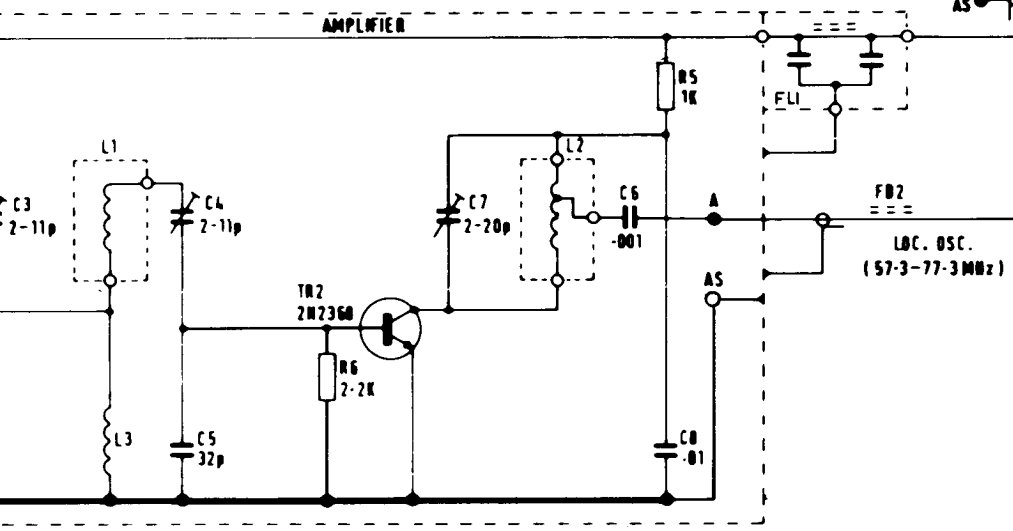 AMPLIFIER
AS
R5
1K
FL1
L1
L2
C3
2-11p
C4
2-11p
C7
2-20p
C6
·001
A
FB2
LOC. OSC.
(57·3-77·3MHz)
AS
TR2
2N2360
R6
2·2K
L3
C5
32p
C8
·01